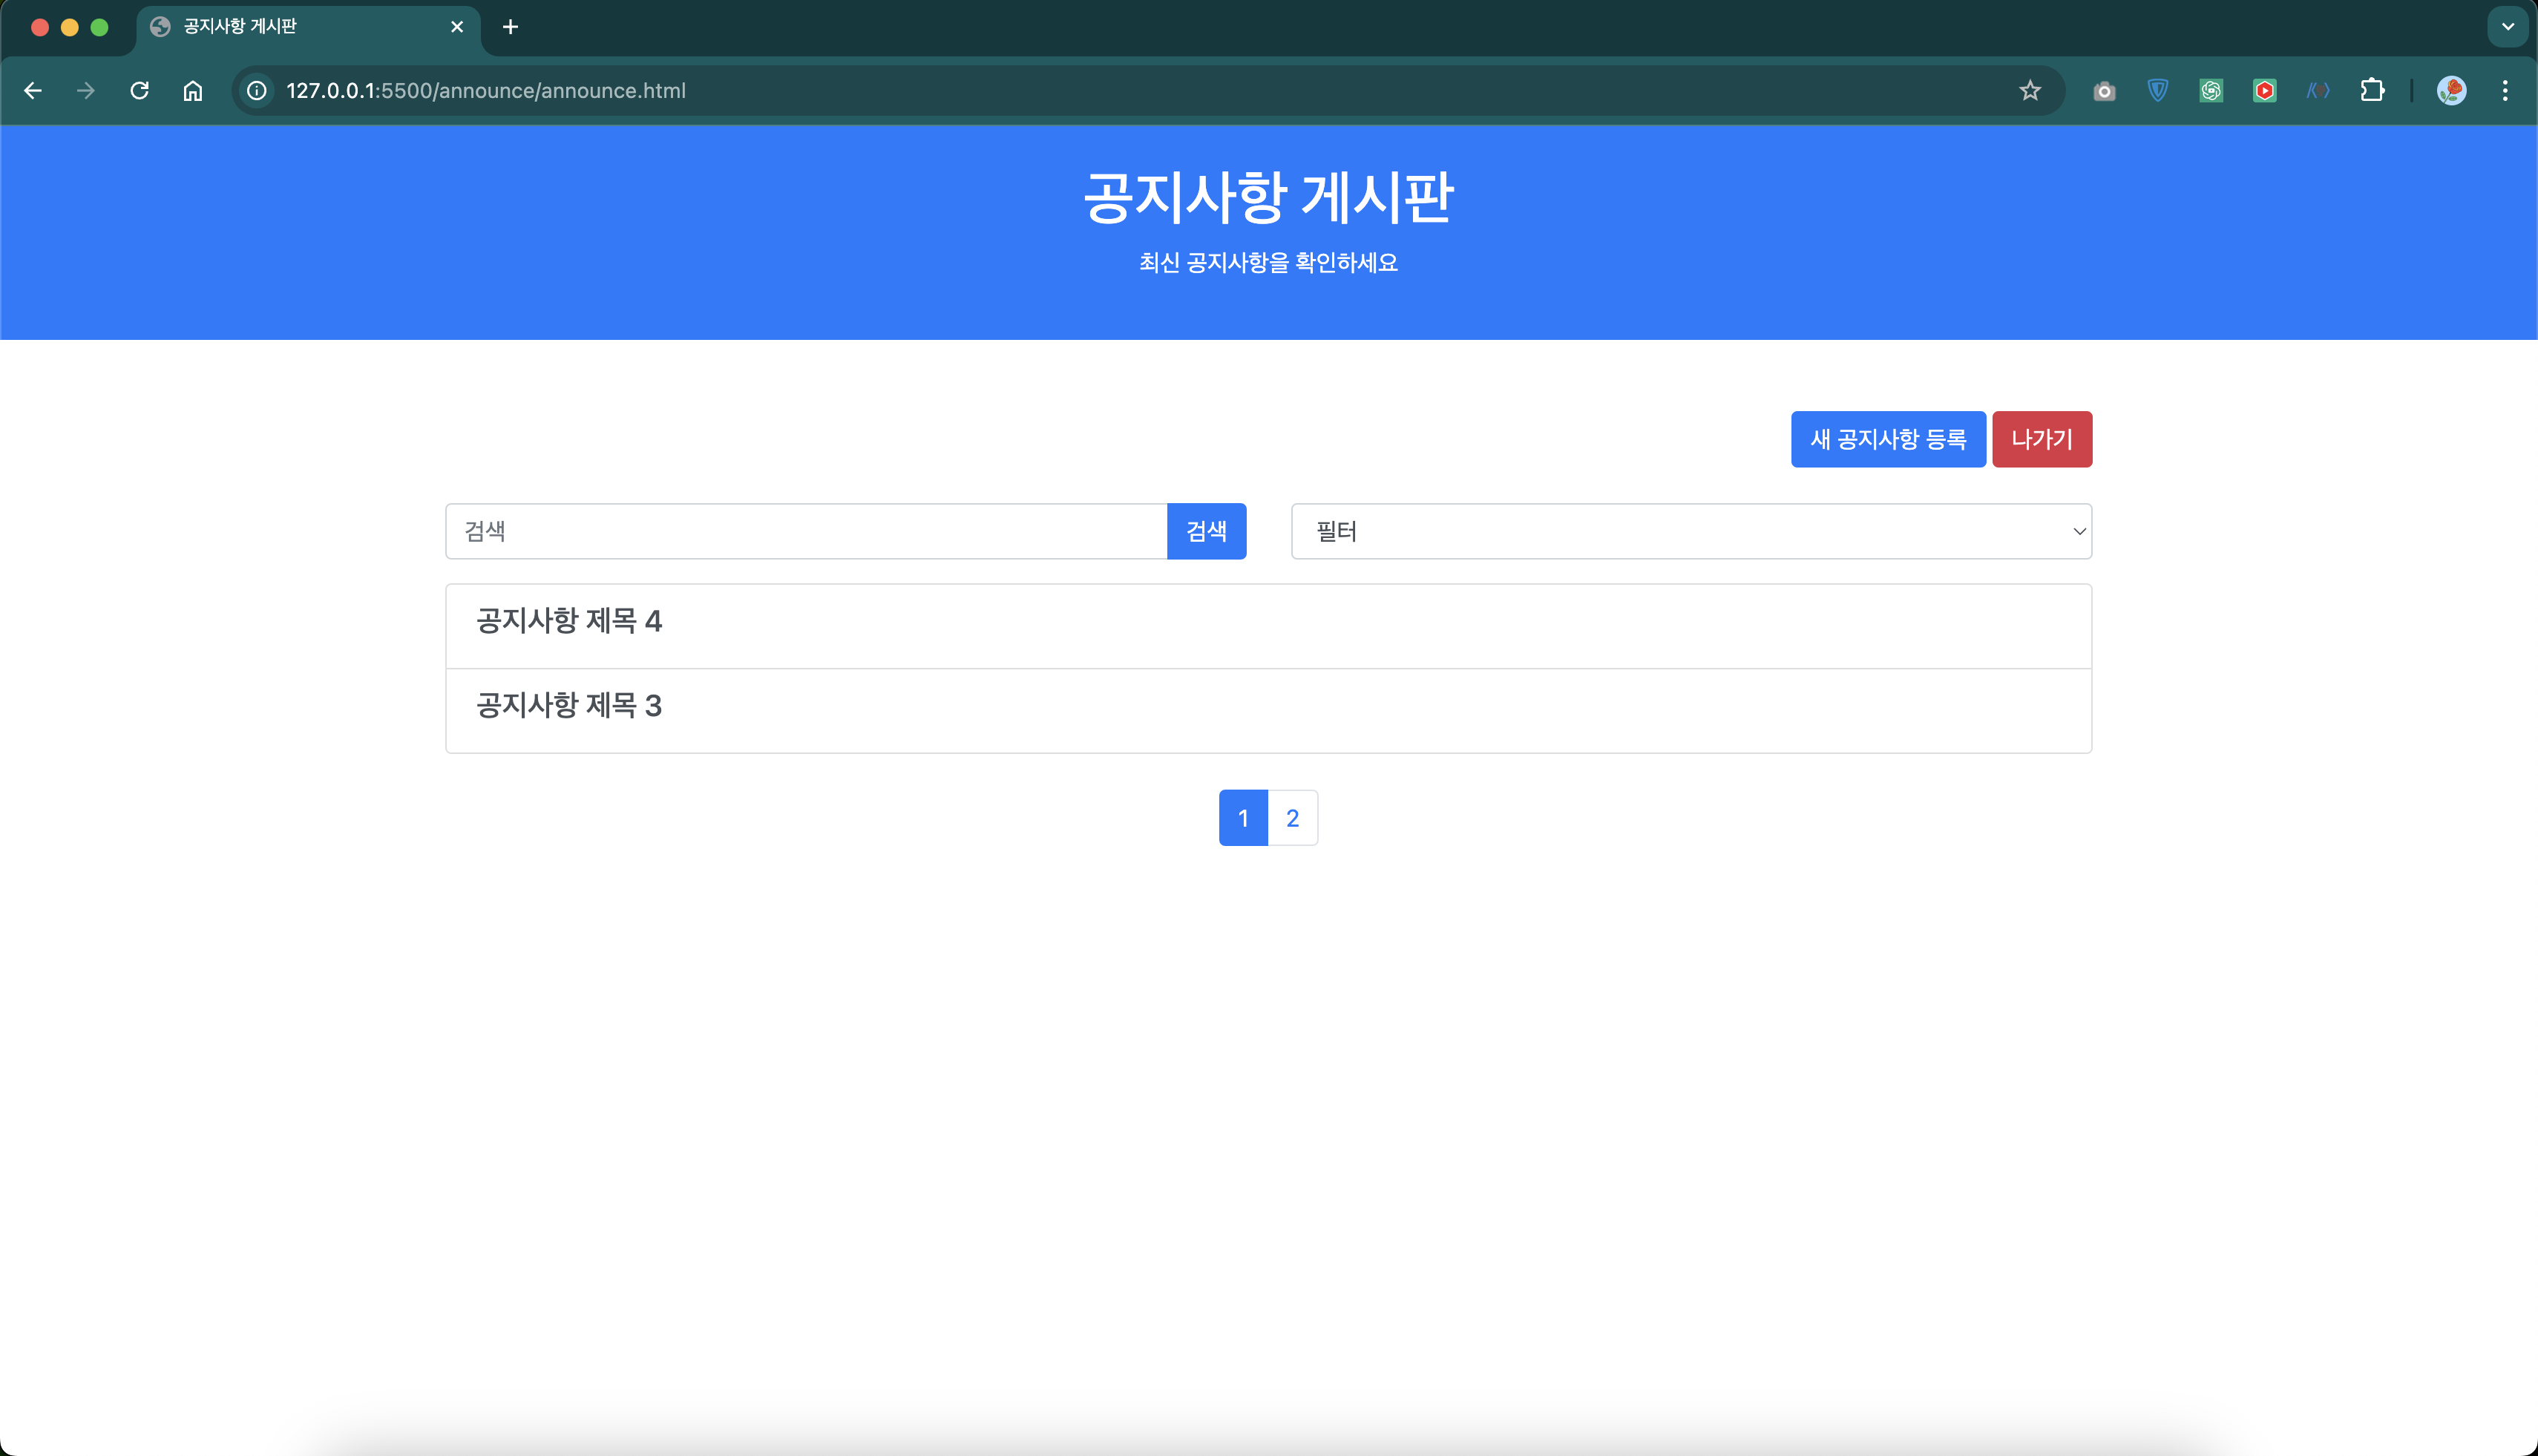 공지사항 게시판
127.0.0.1:5500/announce/announce.html
공지사항 게시판
최신 공지사항을 확인하세요
새 공지사항 등록 나가기
검색 검색 필터
공지사항 제목 4
공지사항 제목 3
1 2